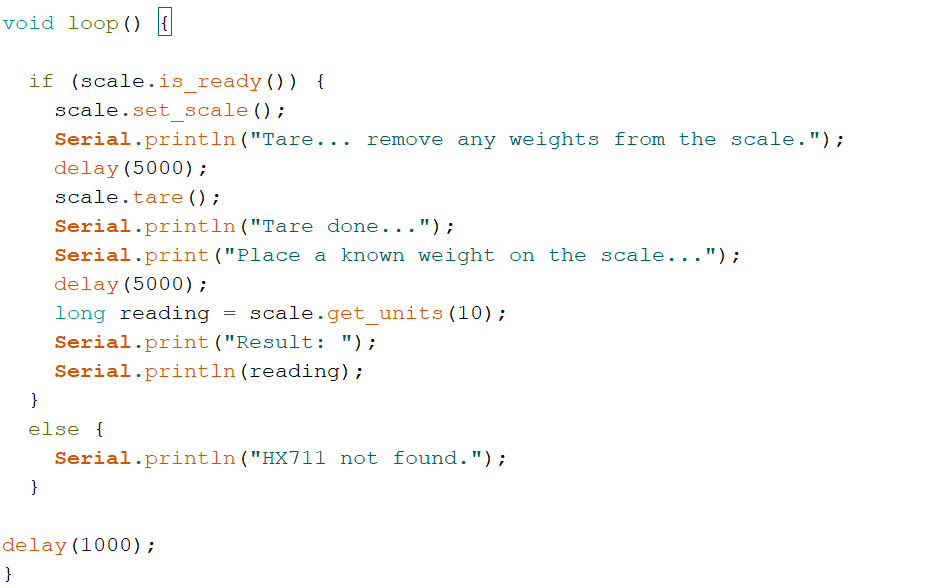 void loop() {
if (scale.is_ready()) {
scale.set_scale();
Serial.println("Tare... remove any weights from the scale.");
delay(5000);
scale.tare();
Serial.println("Tare done...");
Serial.print("Place a known weight on the scale...");
delay(5000);
long reading = scale.get_units(10);
Serial.print("Result: ");
Serial.println(reading);
}
else {
Serial.println("HX711 not found.");
}
delay(1000);
}